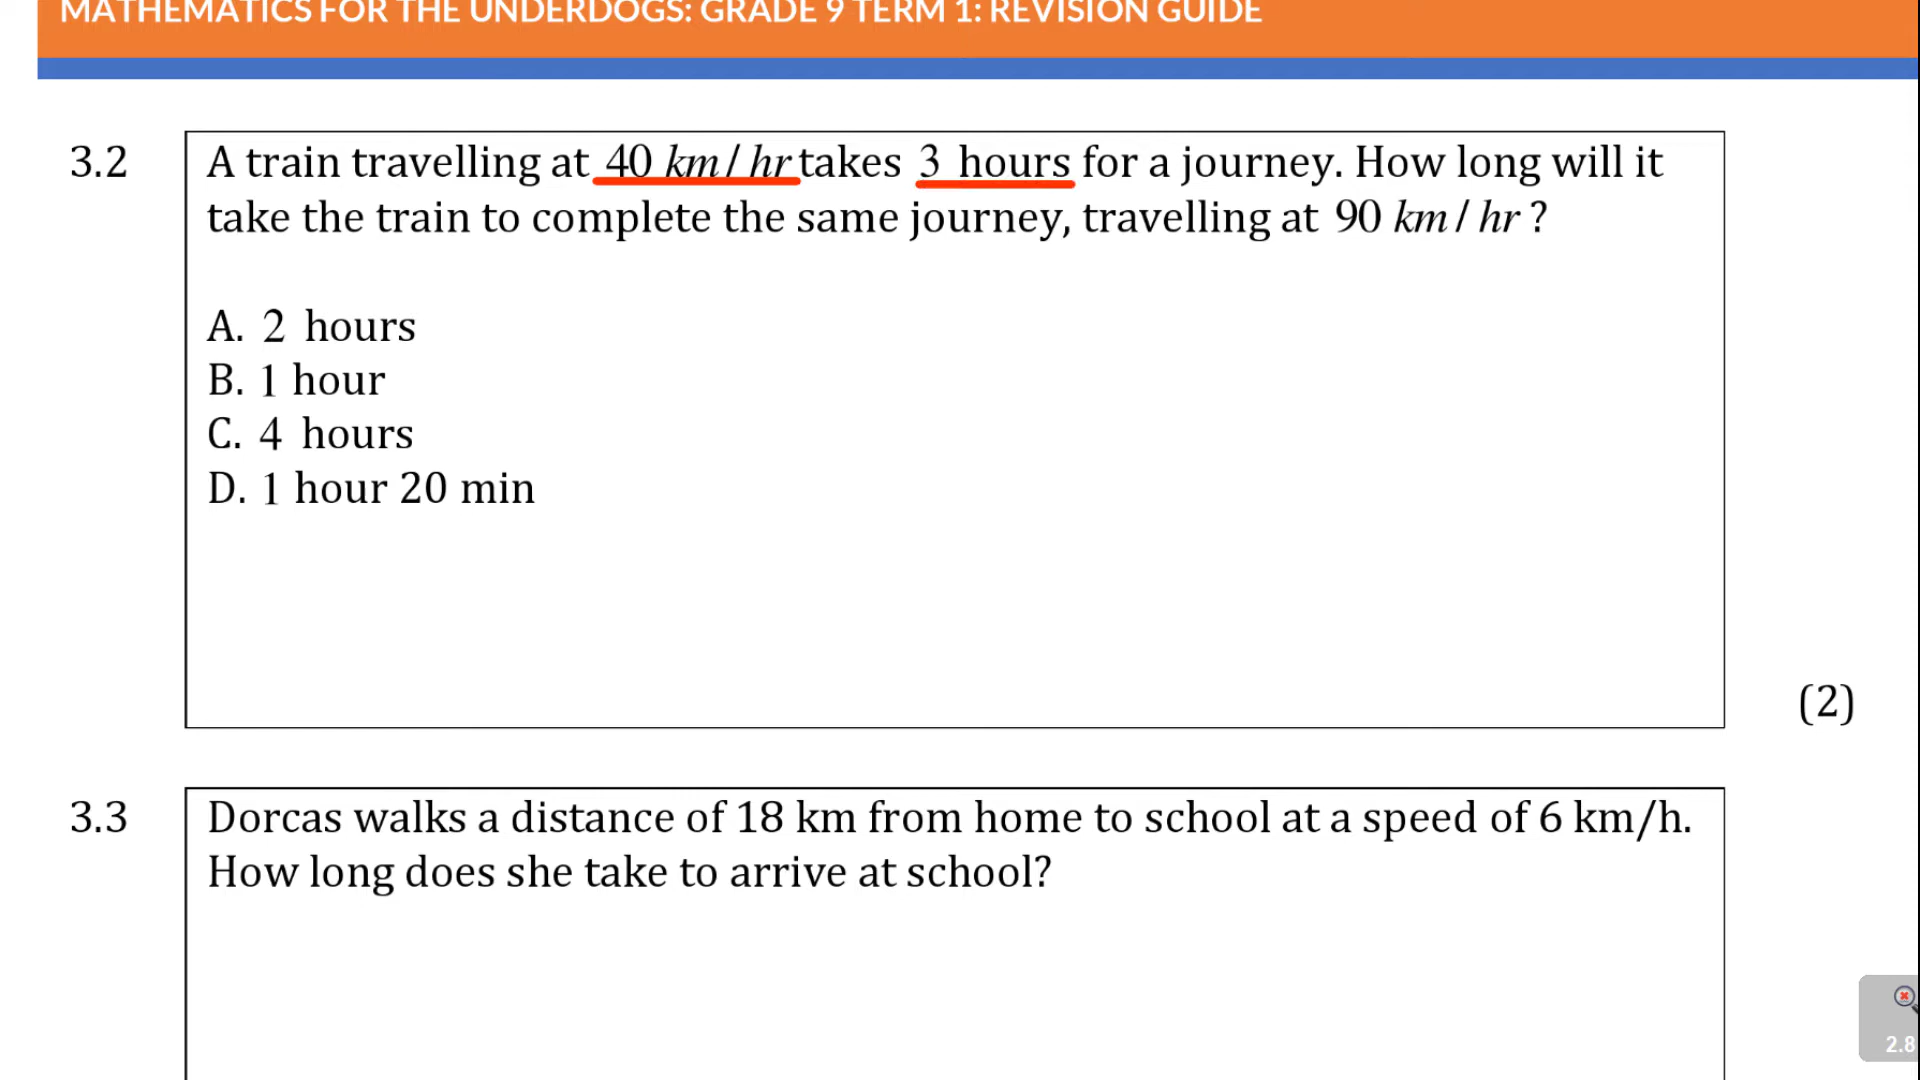 MATHEMATICS FOR THE UNDERDOGS: GRADE 9 TERM 1: REVISION GUIDE
3.2 A train travelling at 40 km / hr takes 3 hours for a journey. How long will it
take the train to complete the same journey, travelling at 90 km / hr ?
A. 2 hours
B. 1 hour
C. 4 hours
D. 1 hour 20 min
(2)
3.3 Dorcas walks a distance of 18 km from home to school at a speed of 6 km/h.
How long does she take to arrive at school?
2.8